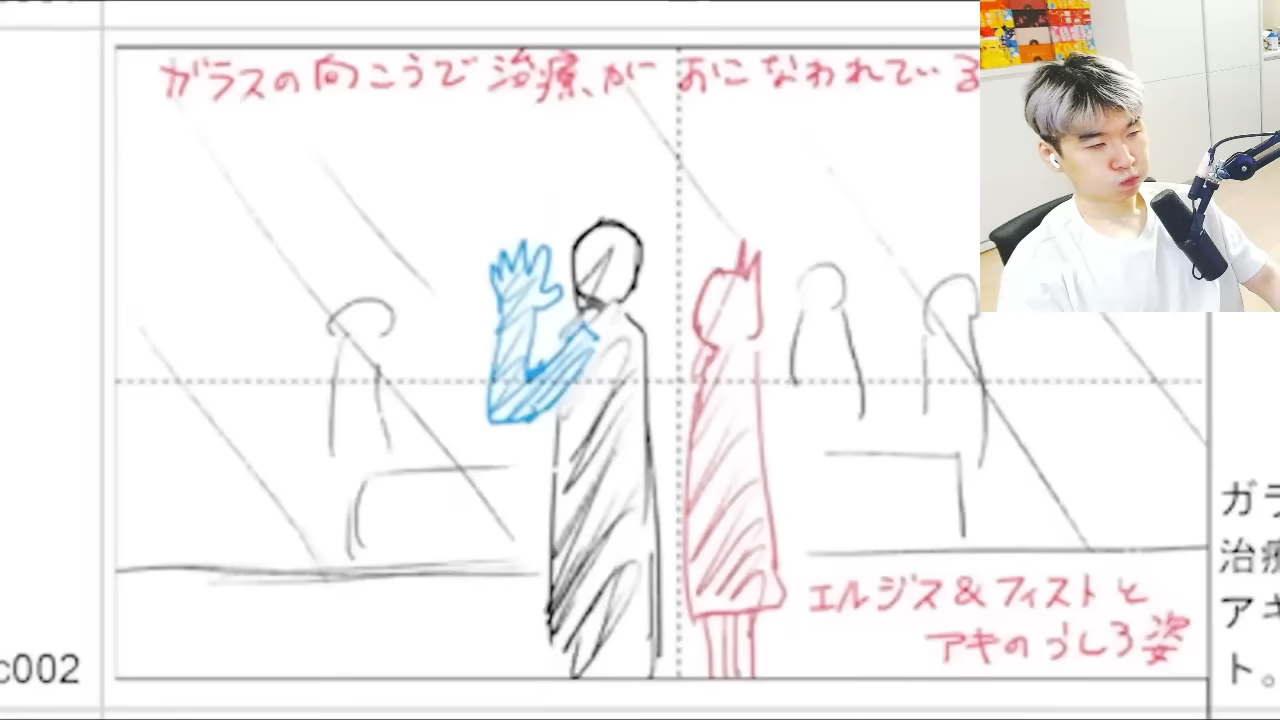 ガラスの向こうで治療が おこなわれている
エルジス&フィストと
アキのうしろ姿
c002
ガラ
治療
アキ
ト。